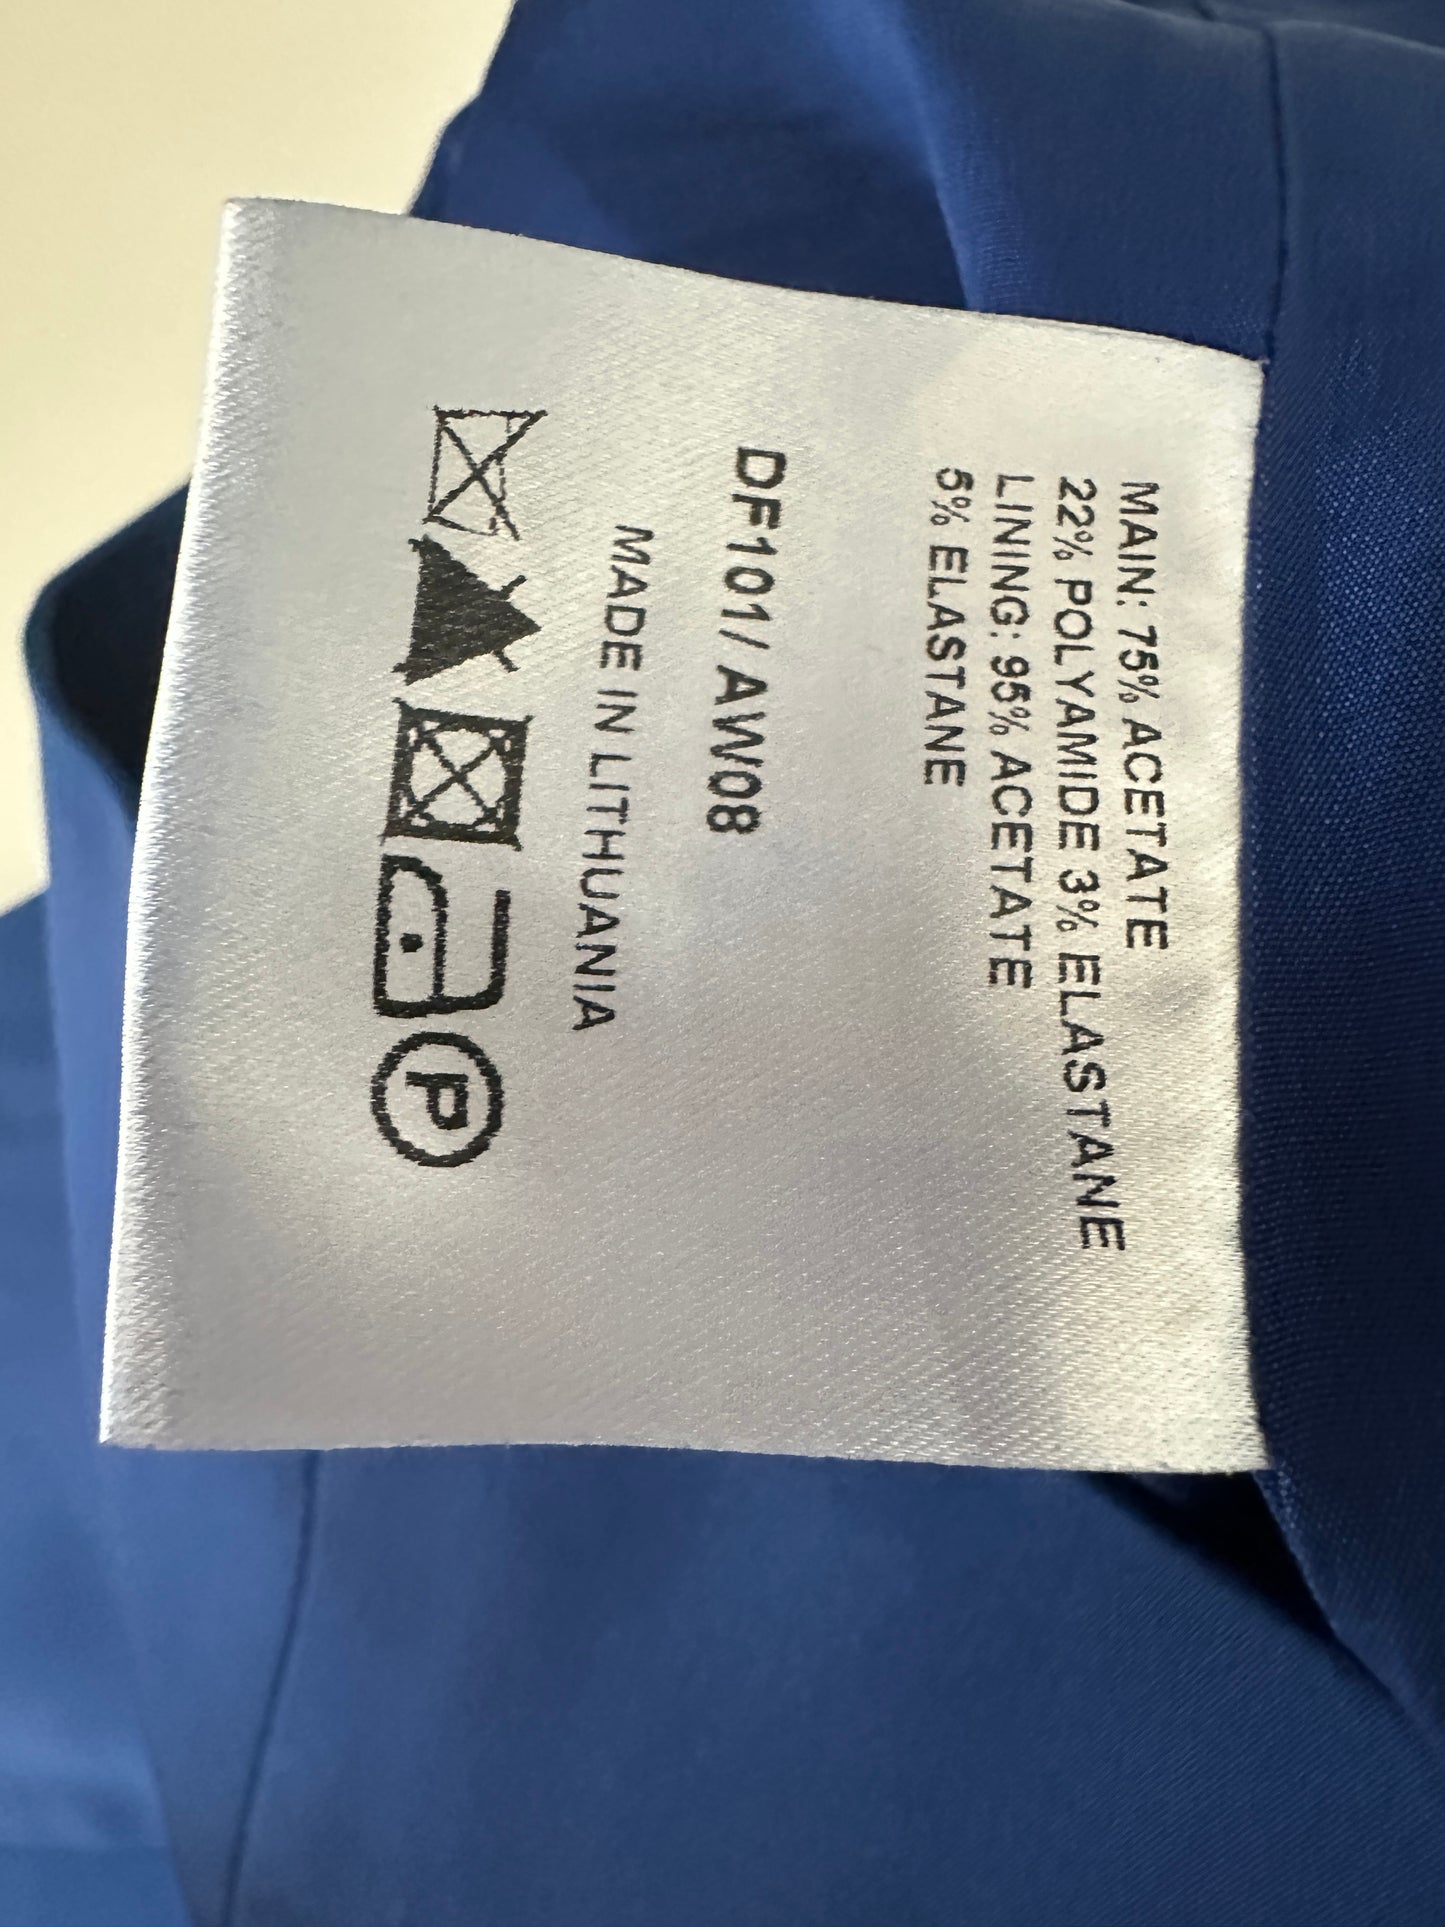 MAIN: 75% ACETATE
22% POLYAMIDE 3% ELASTANE
LINING: 95% ACETATE
5% ELASTANE
DF101/ AW08
MADE IN LITHUANIA
P